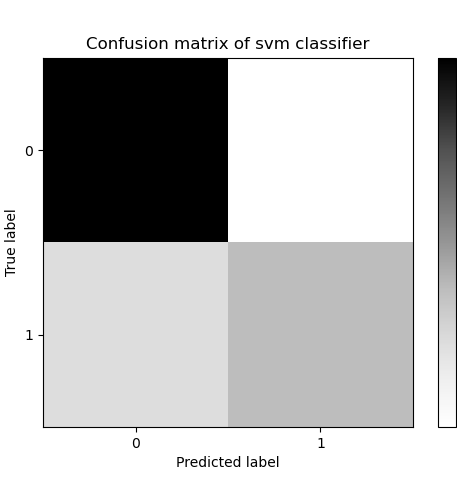 Confusion matrix of svm classifier
0
True label
1
0 1
Predicted label